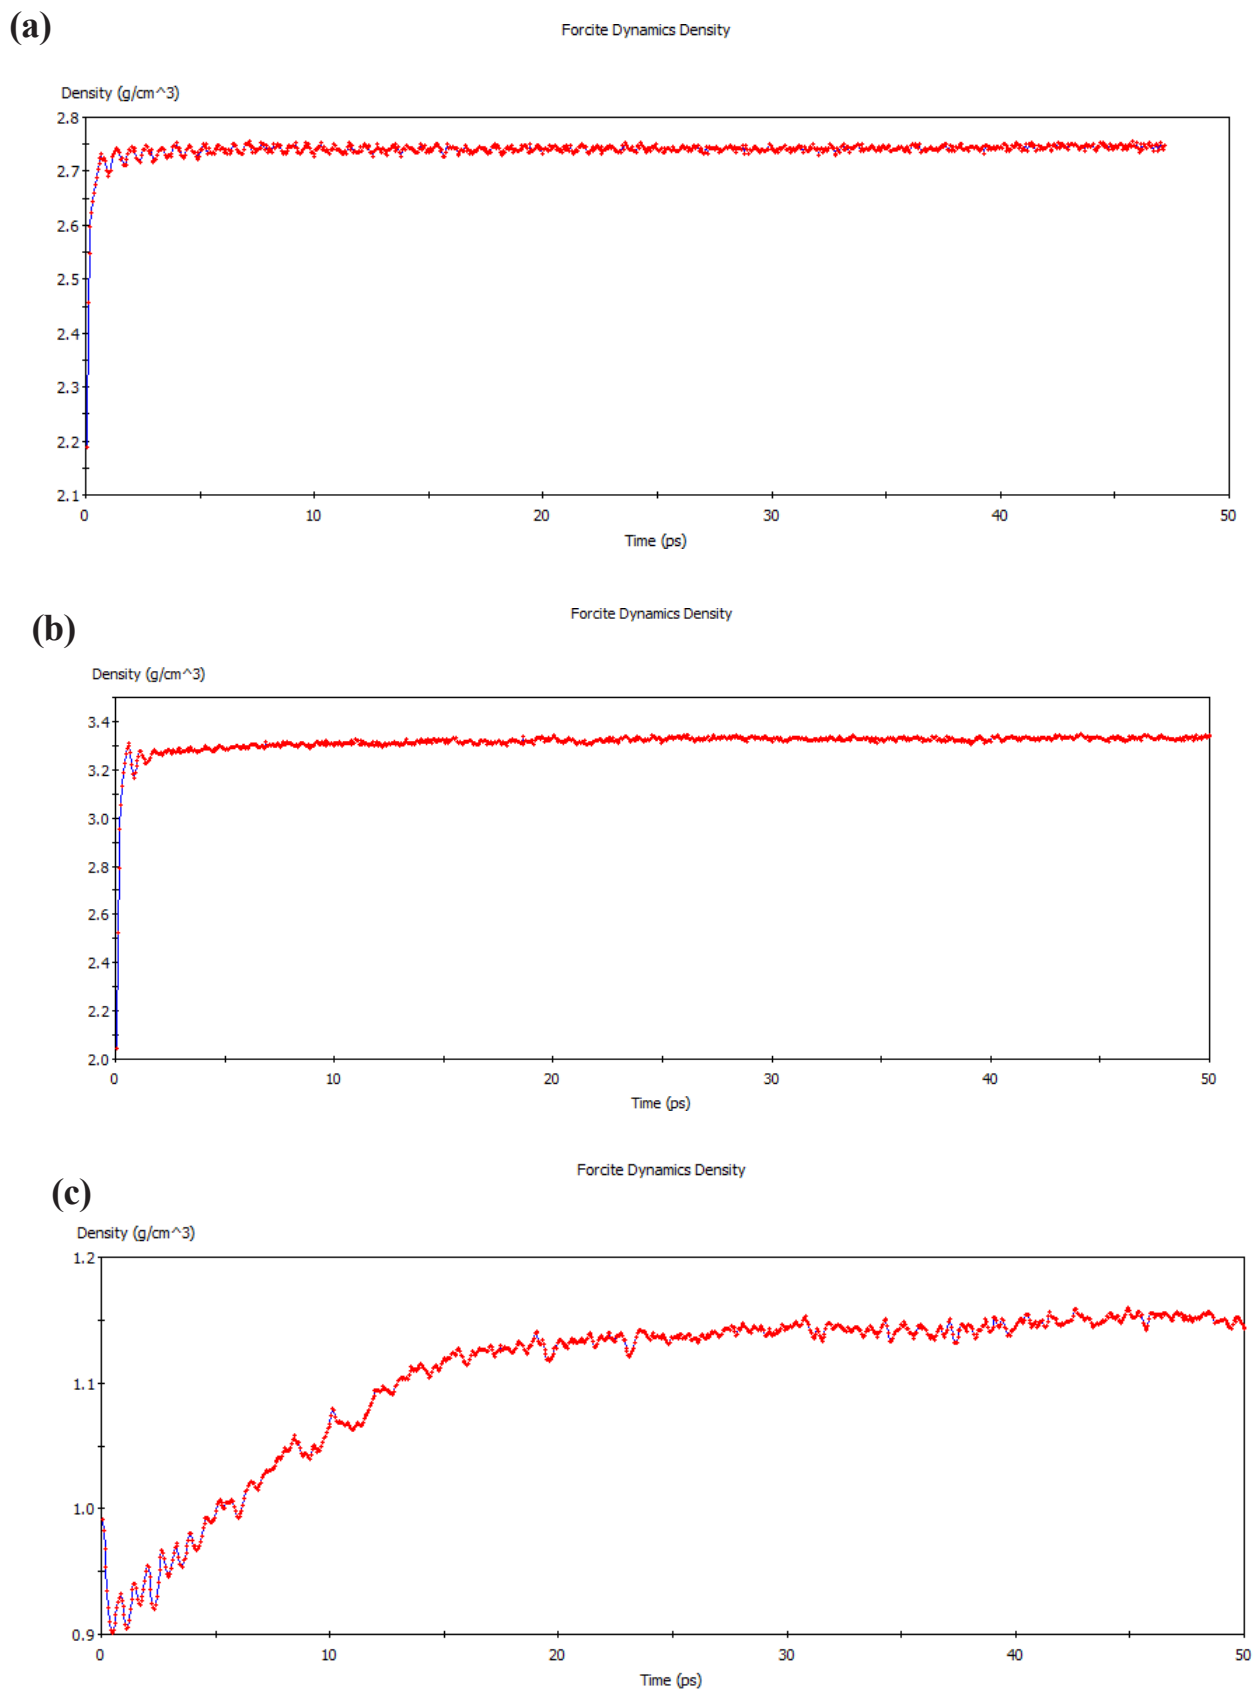 (a)
Forcite Dynamics Density
Density (g/cm^3)
2.8
2.7
2.6
2.5
2.4
2.3
2.2
2.1
0 10 20 30 40 50
Time (ps)
(b)
Forcite Dynamics Density
Density (g/cm^3)
3.4
3.2
3.0
2.8
2.6
2.4
2.2
2.0
0 10 20 30 40 50
Time (ps)
(c)
Forcite Dynamics Density
Density (g/cm^3)
1.2
1.1
1.0
0.9
0 10 20 30 40 50
Time (ps)